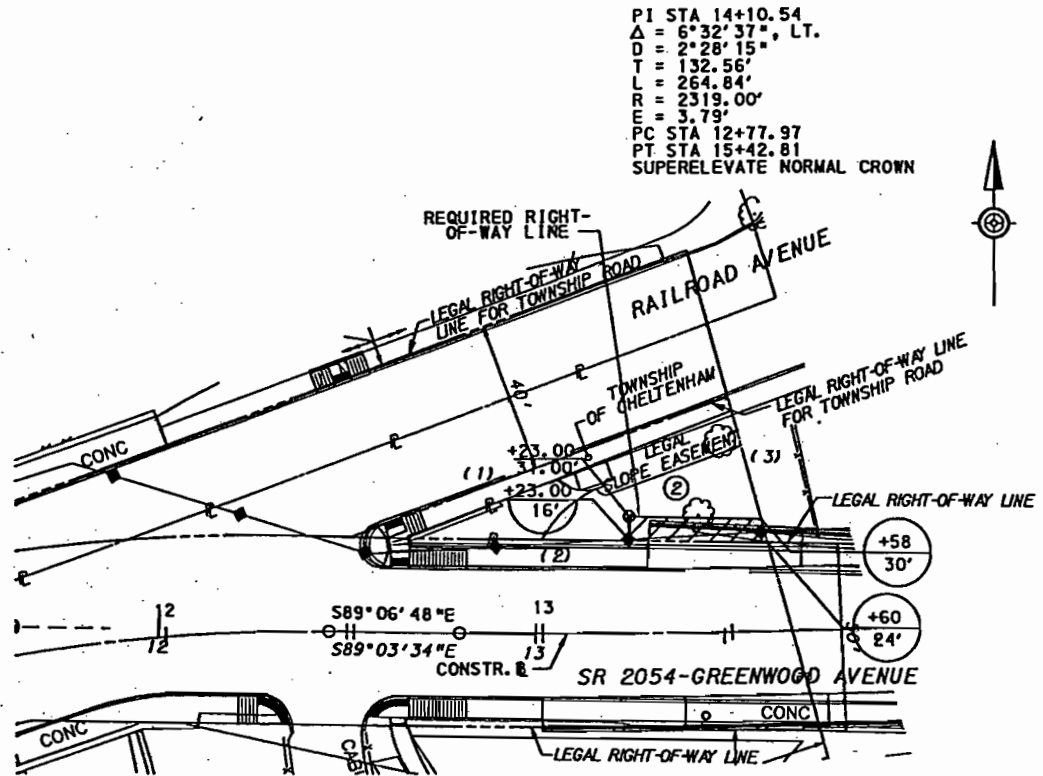 PI STA 14+10.54
Δ = 6°32'37", LT.
D = 2°28'15"
T = 132.56'
L = 264.84'
R = 2319.00'
E = 3.79'
PC STA 12+77.97
PT STA 15+42.81
SUPERELEVATE NORMAL CROWN
REQUIRED RIGHT-
OF-WAY LINE
LEGAL RIGHT-OF-WAY
LINE FOR TOWNSHIP ROAD
RAILROAD AVENUE
40'
TOWNSHIP
OF CHELTENHAM
LEGAL RIGHT-OF-WAY LINE
FOR TOWNSHIP ROAD
CONC
(1)
+23.00
31.00'
+23.00
16'
LEGAL
SLOPE EASEMENT
(3)
2
LEGAL RIGHT-OF-WAY LINE
(2)
+58
30'
12
12
S89°06'48"E
S89°03'34"E
13
13
CONSTR. ℄
+60
24'
SR 2054-GREENWOOD AVENUE
CONC
CONC
LEGAL RIGHT-OF-WAY LINE